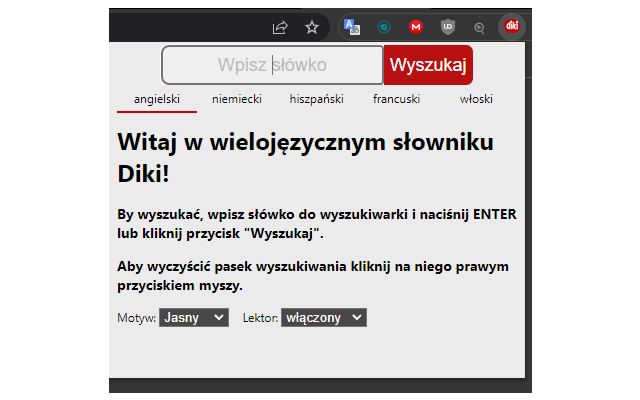 diki
Wpisz słówko
Wyszukaj
angielski niemiecki hiszpański francuski włoski
Witaj w wielojęzycznym słowniku
Diki!
By wyszukać, wpisz słówko do wyszukiwarki i naciśnij ENTER
lub kliknij przycisk "Wyszukaj".
Aby wyczyścić pasek wyszukiwania kliknij na niego prawym
przyciskiem myszy.
Motyw: Jasny Lektor: włączony